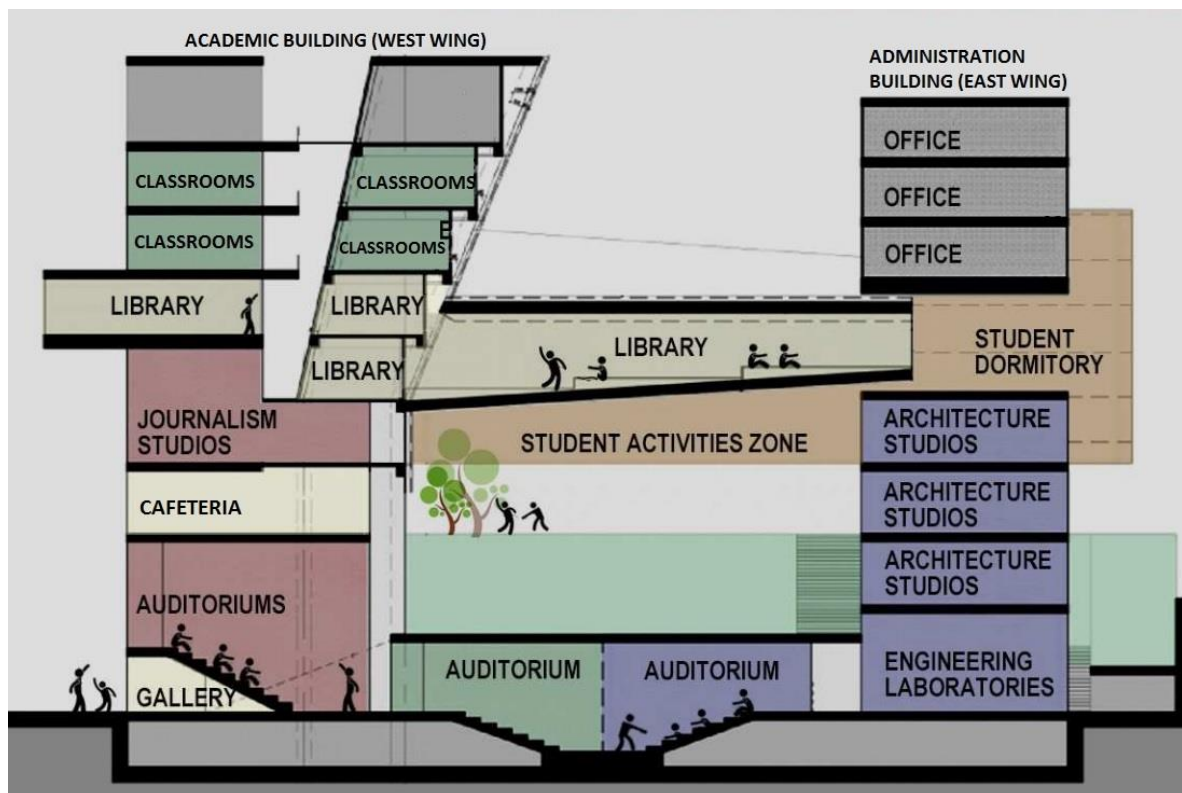 ACADEMIC BUILDING (WEST WING)
ADMINISTRATION
BUILDING (EAST WING)
OFFICE
CLASSROOMS
CLASSROOMS
OFFICE
CLASSROOMS
CLASSROOMS
E
OFFICE
LIBRARY
LIBRARY
LIBRARY
LIBRARY
STUDENT
DORMITORY
JOURNALISM
STUDIOS
STUDENT ACTIVITIES ZONE
ARCHITECTURE
STUDIOS
CAFETERIA
ARCHITECTURE
STUDIOS
ARCHITECTURE
STUDIOS
AUDITORIUMS
AUDITORIUM
AUDITORIUM
ENGINEERING
LABORATORIES
GALLERY